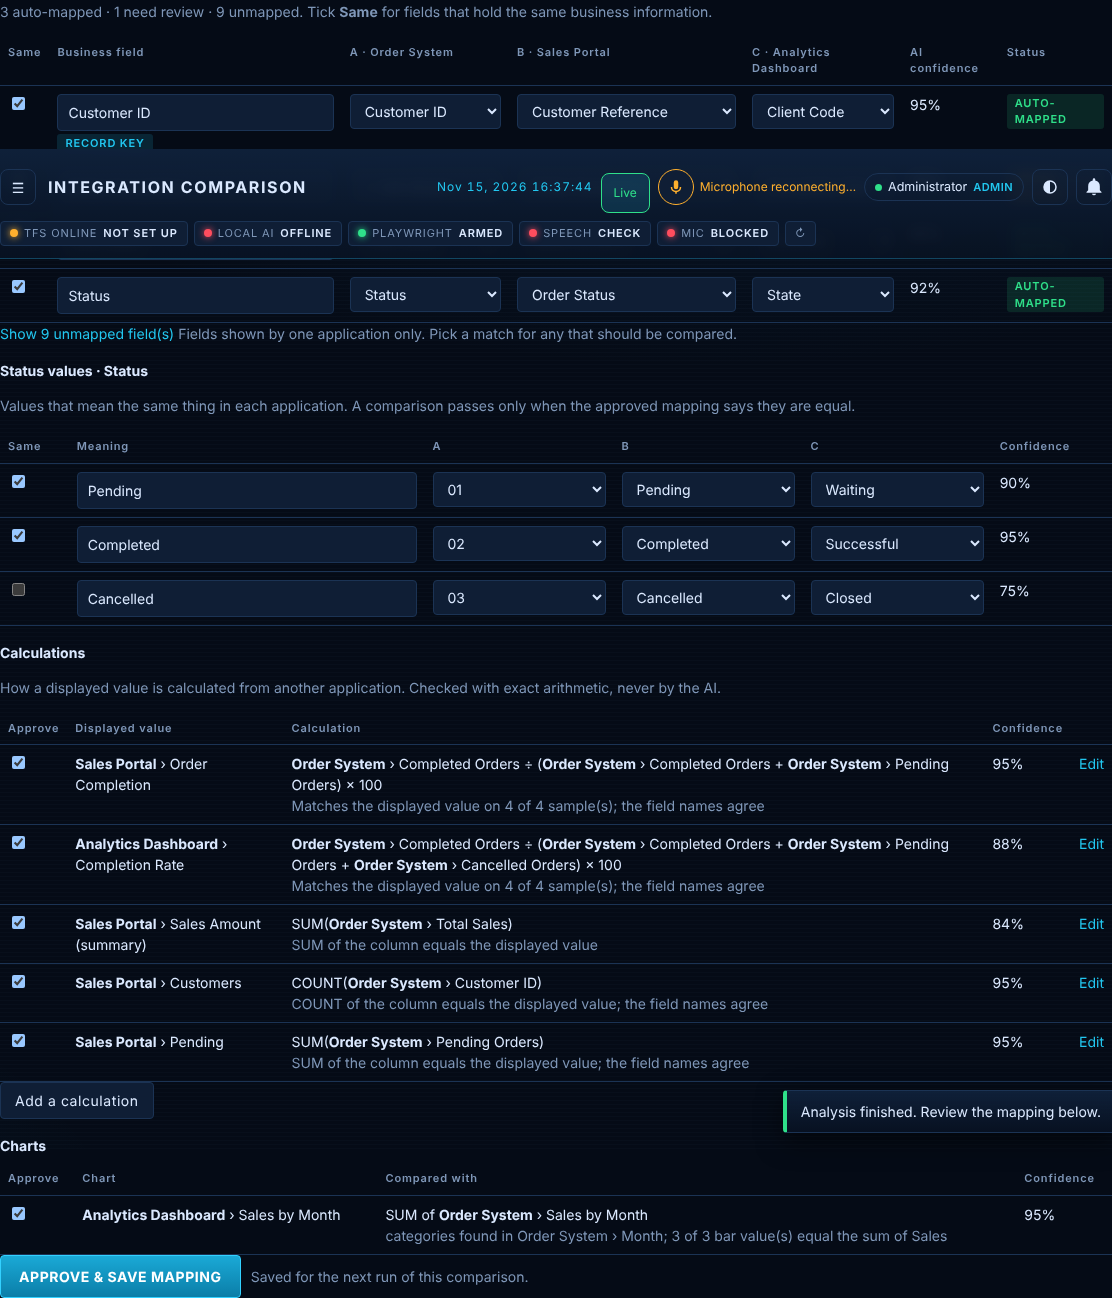 3 auto-mapped · 1 need review · 9 unmapped. Tick Same for fields that hold the same business information.
Same Business field A · Order System B · Sales Portal C · Analytics Dashboard AI confidence Status
Customer ID Customer ID Customer Reference Client Code 95% AUTO-MAPPED
RECORD KEY
☰ INTEGRATION COMPARISON Nov 15, 2026 16:37:44 Live Microphone reconnecting... Administrator ADMIN
TFS ONLINE NOT SET UP LOCAL AI OFFLINE PLAYWRIGHT ARMED SPEECH CHECK MIC BLOCKED ↻
Status Status Order Status State 92% AUTO-MAPPED
Show 9 unmapped field(s) Fields shown by one application only. Pick a match for any that should be compared.
Status values · Status
Values that mean the same thing in each application. A comparison passes only when the approved mapping says they are equal.
Same Meaning A B C Confidence
Pending 01 Pending Waiting 90%
Completed 02 Completed Successful 95%
Cancelled 03 Cancelled Closed 75%
Calculations
How a displayed value is calculated from another application. Checked with exact arithmetic, never by the AI.
Approve Displayed value Calculation Confidence
Sales Portal › Order Completion Order System › Completed Orders ÷ (Order System › Completed Orders + Order System › Pending Orders) × 100 95% Edit
Matches the displayed value on 4 of 4 sample(s); the field names agree
Analytics Dashboard › Completion Rate Order System › Completed Orders ÷ (Order System › Completed Orders + Order System › Pending Orders + Order System › Cancelled Orders) × 100 88% Edit
Matches the displayed value on 4 of 4 sample(s); the field names agree
Sales Portal › Sales Amount (summary) SUM(Order System › Total Sales) 84% Edit
SUM of the column equals the displayed value
Sales Portal › Customers COUNT(Order System › Customer ID) 95% Edit
COUNT of the column equals the displayed value; the field names agree
Sales Portal › Pending SUM(Order System › Pending Orders) 95% Edit
SUM of the column equals the displayed value; the field names agree
Add a calculation
Analysis finished. Review the mapping below.
Charts
Approve Chart Compared with Confidence
Analytics Dashboard › Sales by Month SUM of Order System › Sales by Month 95%
categories found in Order System › Month; 3 of 3 bar value(s) equal the sum of Sales
APPROVE & SAVE MAPPING Saved for the next run of this comparison.